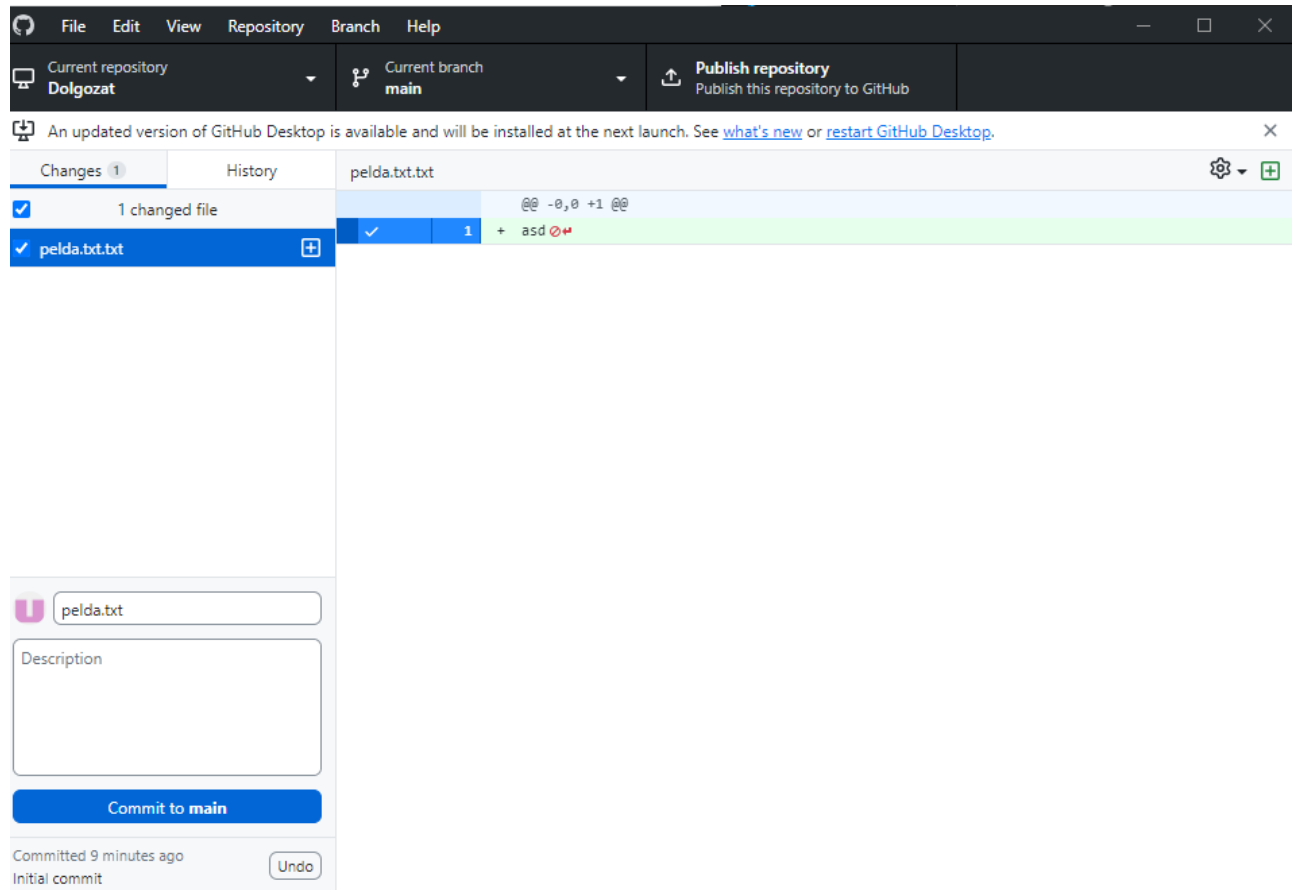 File Edit View Repository Branch Help
Current repository
Dolgozat
Current branch
main
Publish repository
Publish this repository to GitHub
An updated version of GitHub Desktop is available and will be installed at the next launch. See what's new or restart GitHub Desktop.
Changes 1 History
1 changed file
pelda.txt.txt
pelda.txt.txt
@@ -0,0 +1 @@
1 + asd
pelda.txt
Description
Commit to main
Committed 9 minutes ago
Initial commit
Undo